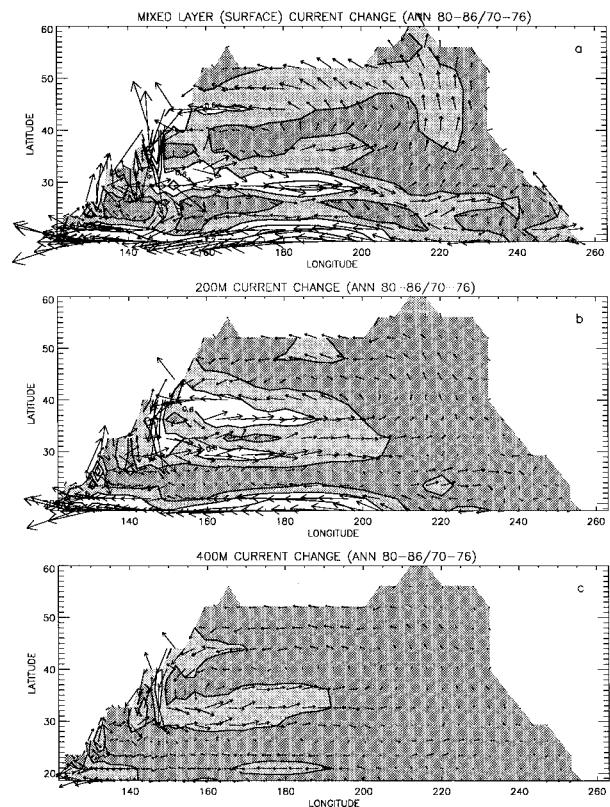 MIXED LAYER (SURFACE) CURRENT CHANGE (ANN 80-86/70-76)
a
60
50
40
30
20
LATITUDE
140 160 180 200 220 240 260
LONGITUDE
200M CURRENT CHANGE (ANN 80-86/70-76)
b
60
50
40
30
20
LATITUDE
0.6
140 160 180 200 220 240 260
LONGITUDE
400M CURRENT CHANGE (ANN 80-86/70-76)
c
60
50
40
30
20
LATITUDE
140 160 180 200 220 240 260
LONGITUDE